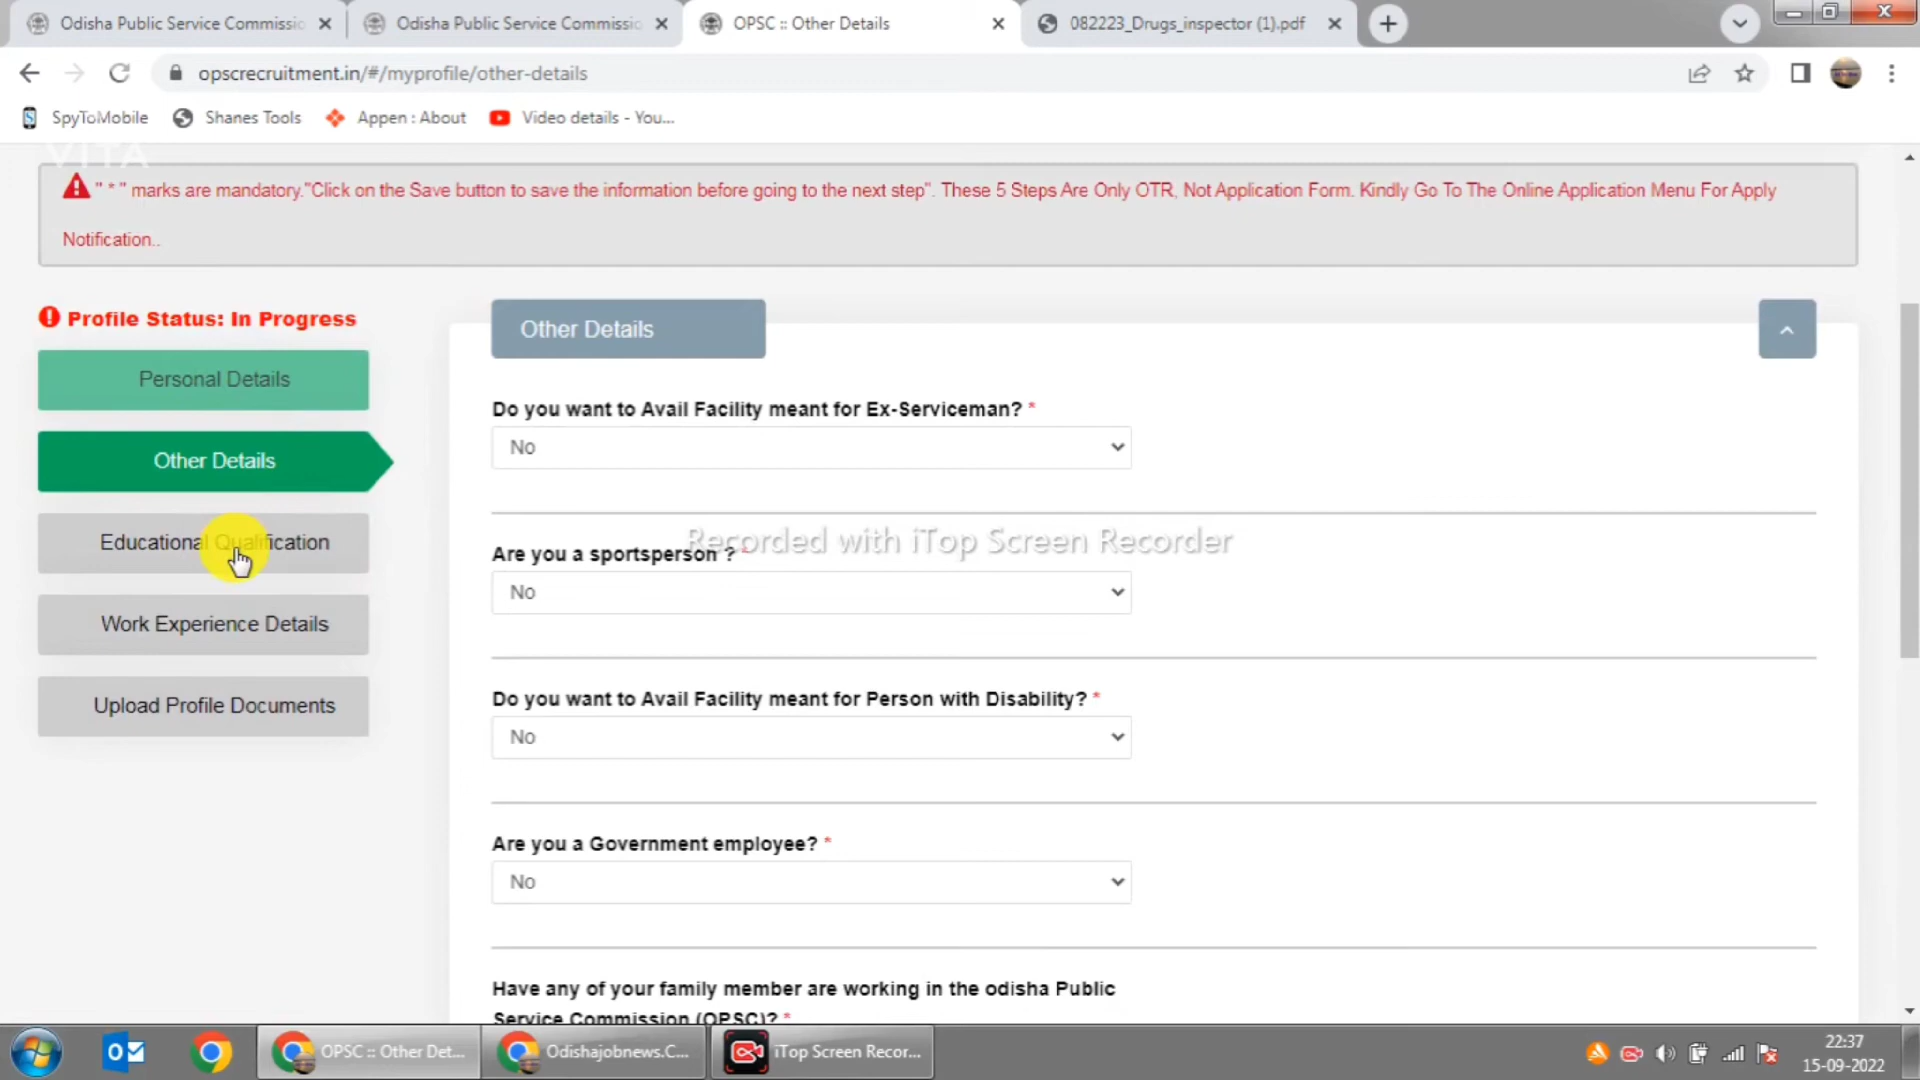 Odisha Public Service Commissio
Odisha Public Service Commissio
OPSC :: Other Details
082223_Drugs_inspector (1).pdf
opscrecruitment.in/#/myprofile/other-details
SpyToMobile
Shanes Tools
Appen : About
Video details - You...
VITA
" * " marks are mandatory."Click on the Save button to save the information before going to the next step". These 5 Steps Are Only OTR, Not Application Form. Kindly Go To The Online Application Menu For Apply
Notification..
Profile Status: In Progress
Personal Details
Other Details
Educational Qualification
Work Experience Details
Upload Profile Documents
Other Details
Do you want to Avail Facility meant for Ex-Serviceman? *
No
Recorded with iTop Screen Recorder
Are you a sportsperson ? *
No
Do you want to Avail Facility meant for Person with Disability? *
No
Are you a Government employee? *
No
Have any of your family member are working in the odisha Public
Service Commission (OPSC)? *
OPSC :: Other Det...
Odishajobnews.C...
iTop Screen Recor...
22:37
15-09-2022